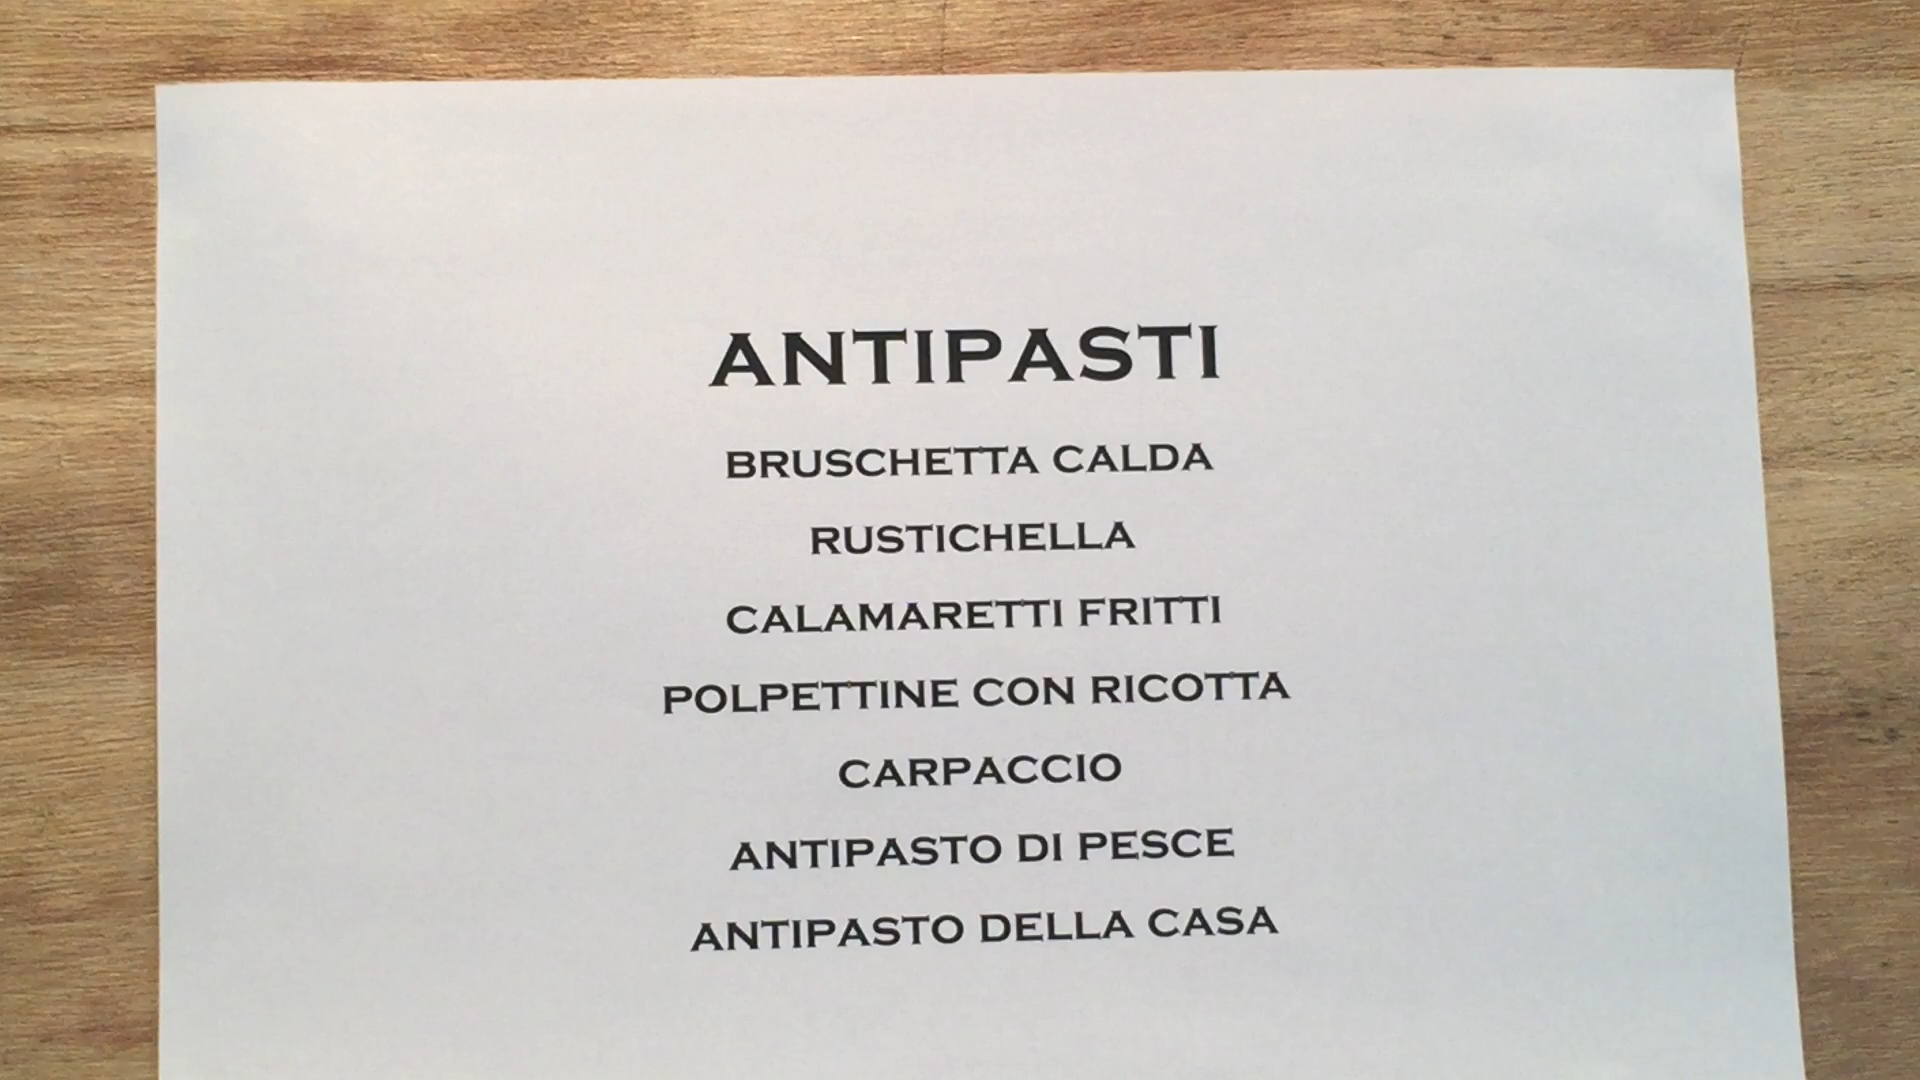 ANTIPASTI
BRUSCHETTA CALDA
RUSTICHELLA
CALAMARETTI FRITTI
POLPETTINE CON RICOTTA
CARPACCIO
ANTIPASTO DI PESCE
ANTIPASTO DELLA CASA